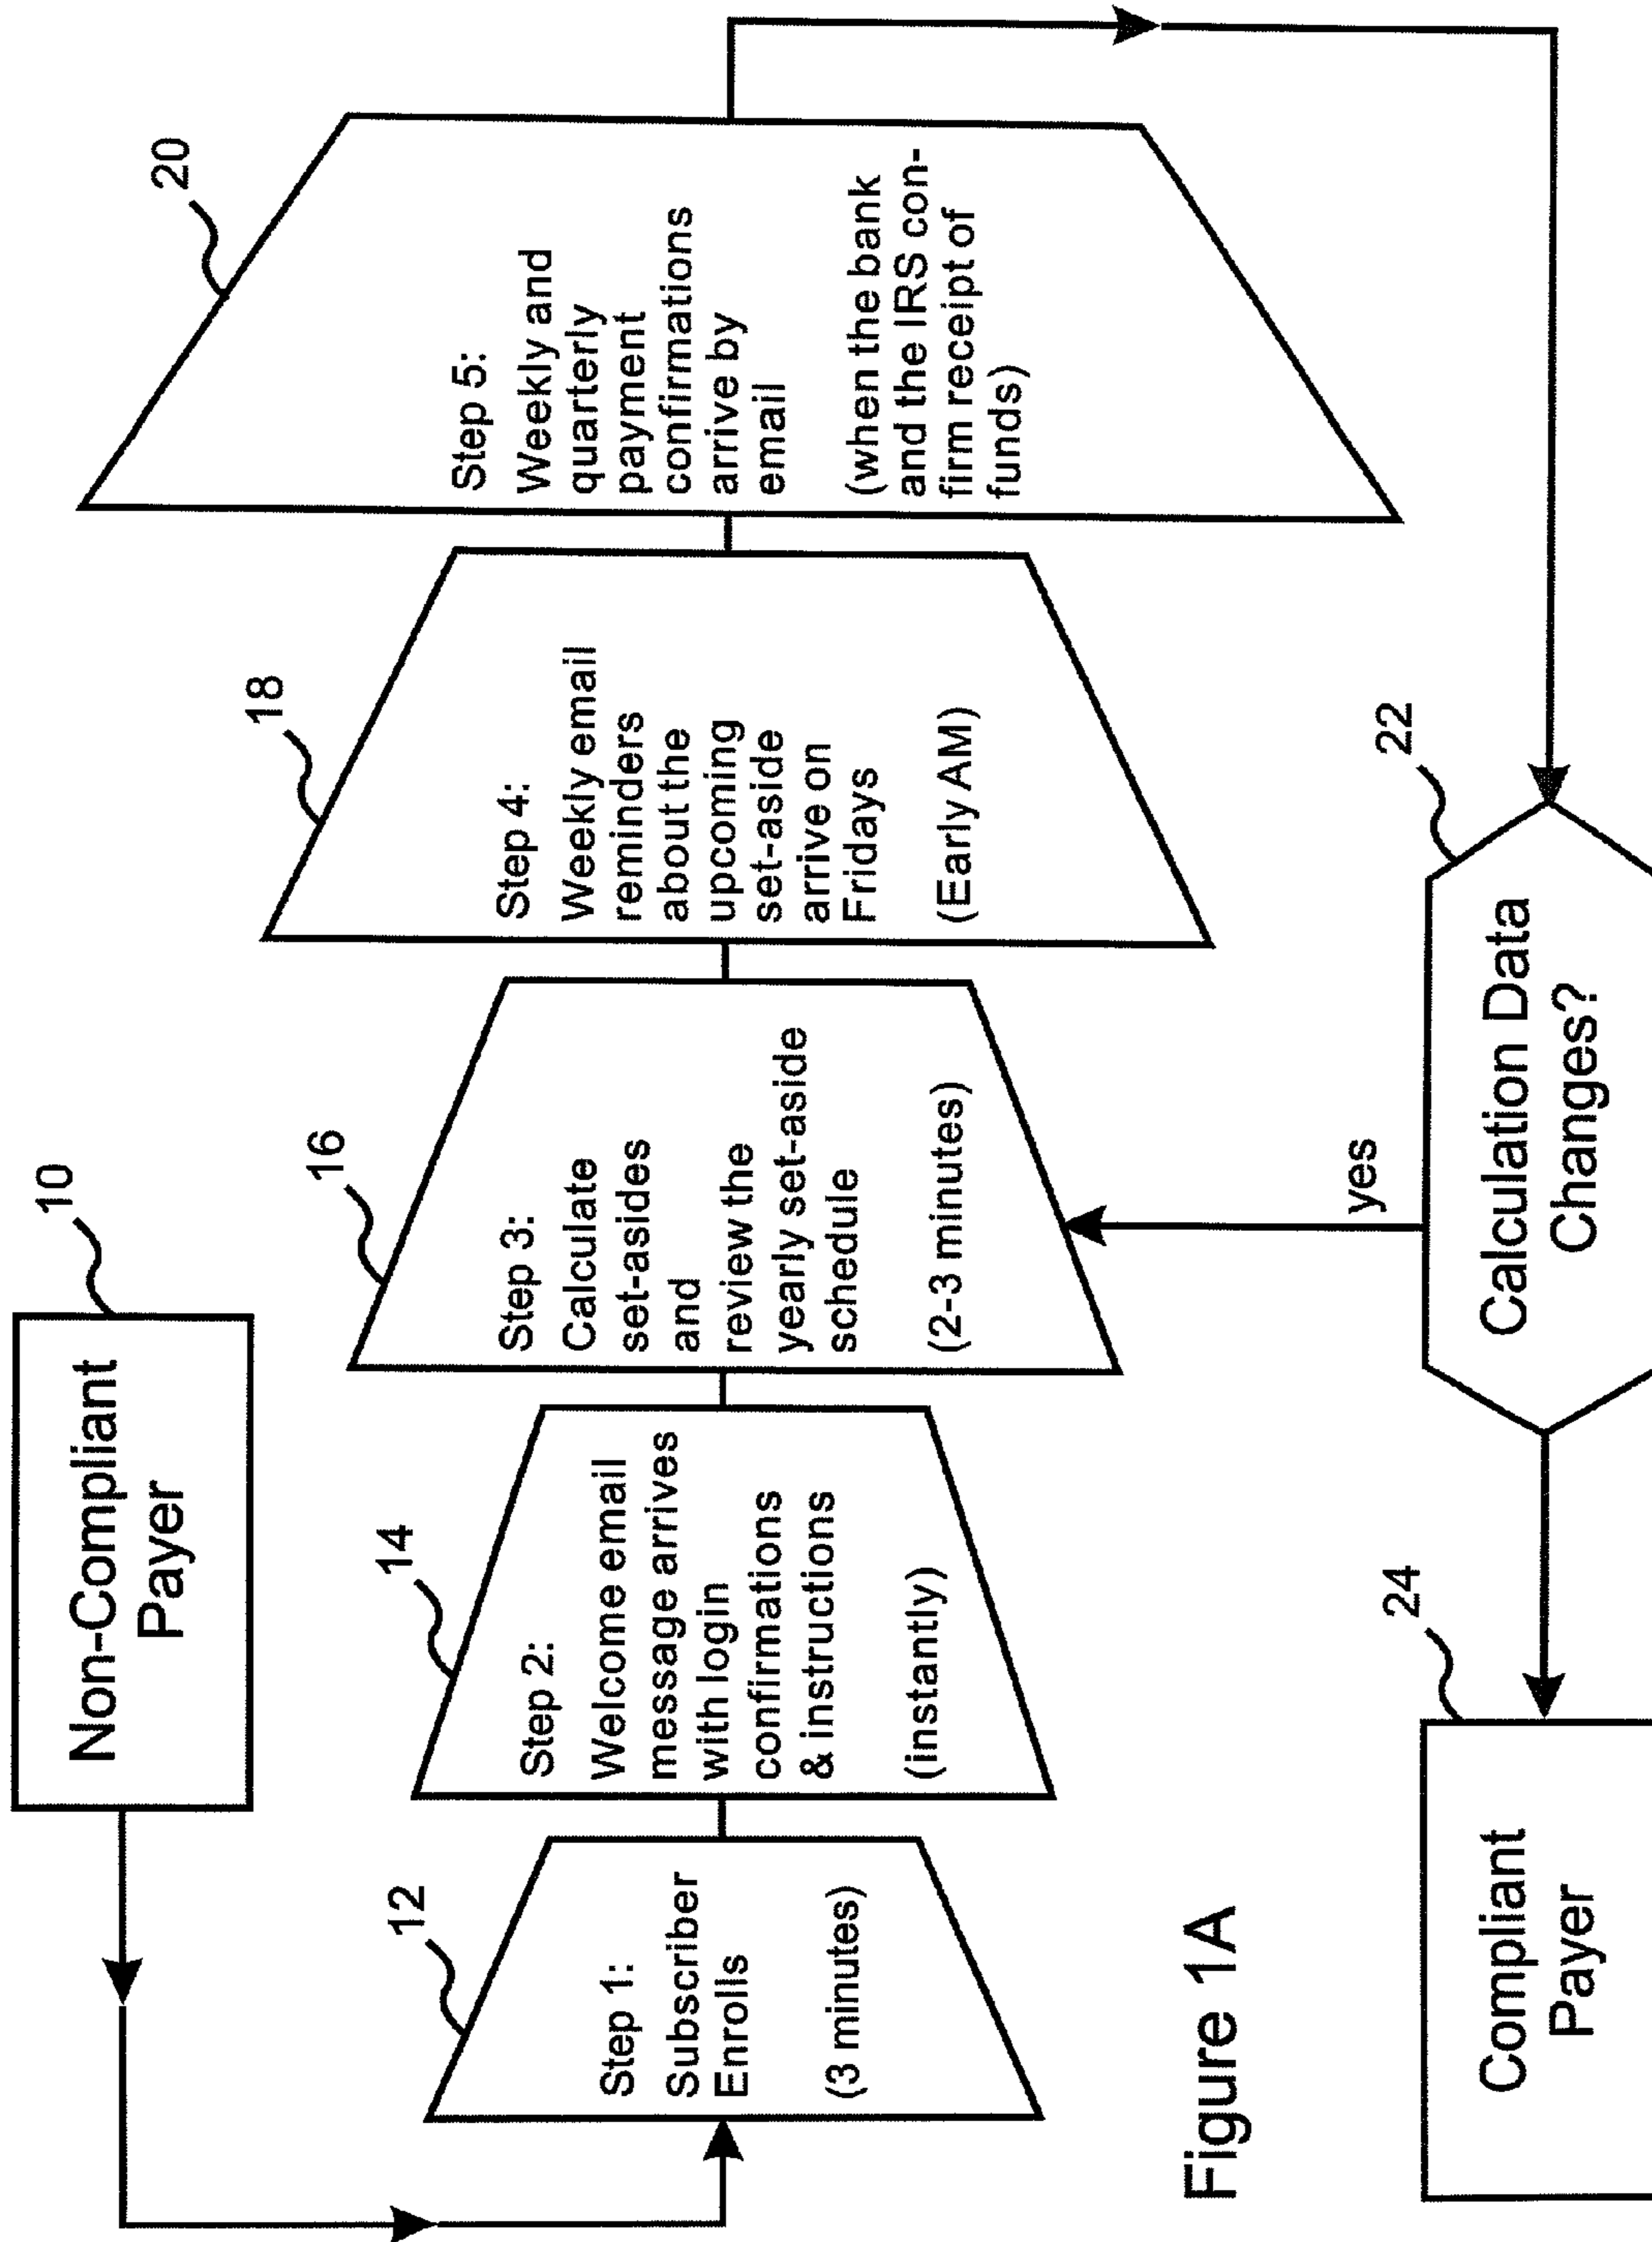 10
Non-Compliant
Payer
12
Step 1:
Subscriber
Enrolls
(3 minutes)
14
Step 2:
Welcome email
message arrives
with login
confirmations
& instructions
(instantly)
16
Step 3:
Calculate
set-asides
and
review the
yearly set-aside
schedule
(2-3 minutes)
18
Step 4:
Weekly email
reminders
about the
upcoming
set-aside
arrive on
Fridays
(Early AM)
20
Step 5:
Weekly and
quarterly
payment
confirmations
arrive by
email
(when the bank
and the IRS con-
firm receipt of
funds)
22
Calculation Data
Changes?
yes
24
Compliant
Payer
Figure 1A